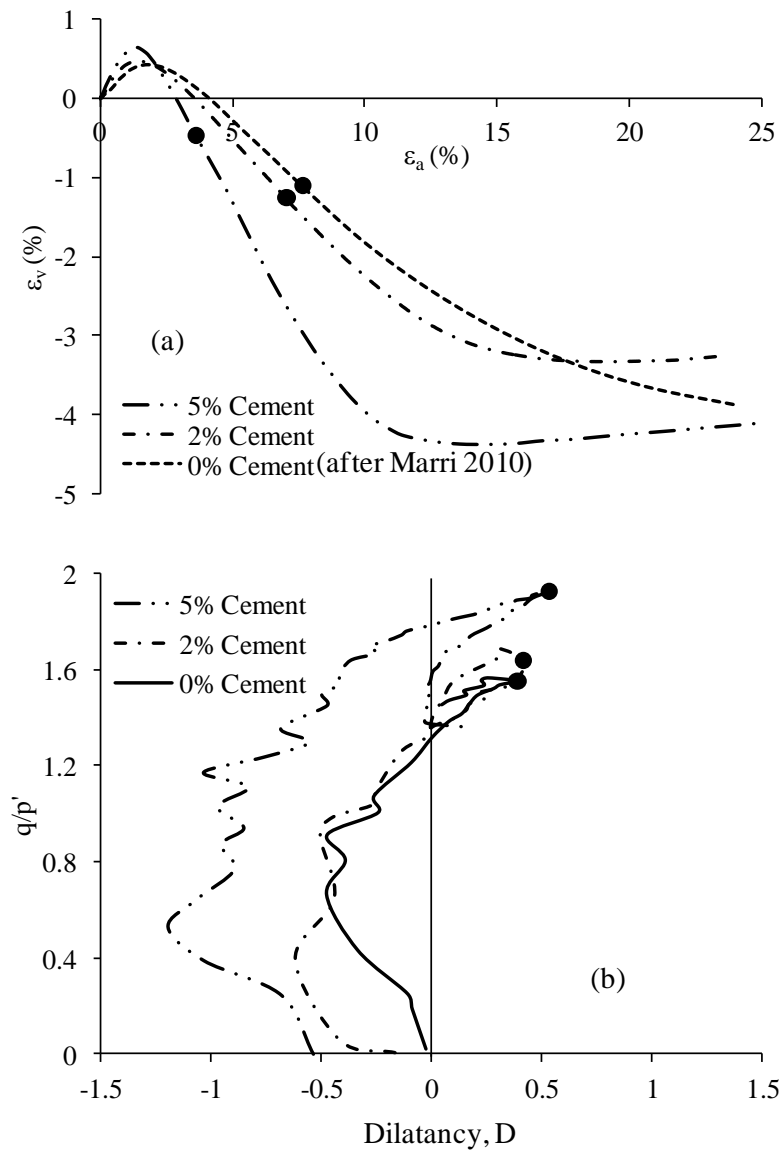 1
0
-1
-2
-3
-4
-5
εv (%)
0 5 10 15 20 25
εa (%)
(a)
5% Cement
2% Cement
0% Cement (after Marri 2010)
2
1.6
1.2
0.8
0.4
0
q/p'
5% Cement
2% Cement
0% Cement
(b)
-1.5 -1 -0.5 0 0.5 1 1.5
Dilatancy, D